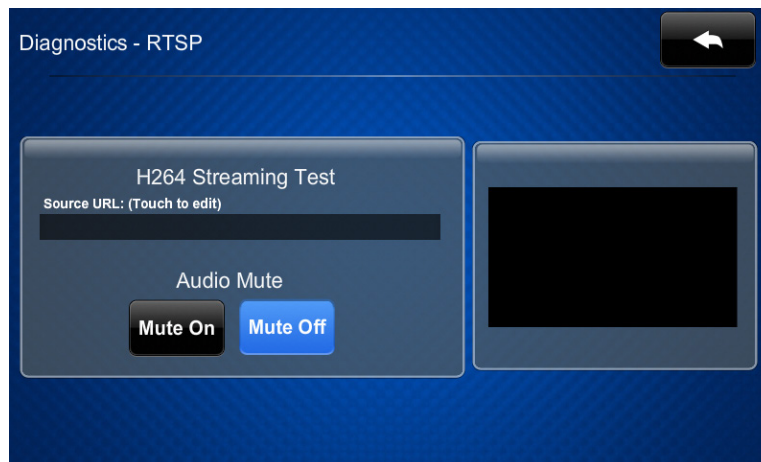 Diagnostics - RTSP
H264 Streaming Test
Source URL: (Touch to edit)
Audio Mute
Mute On
Mute Off